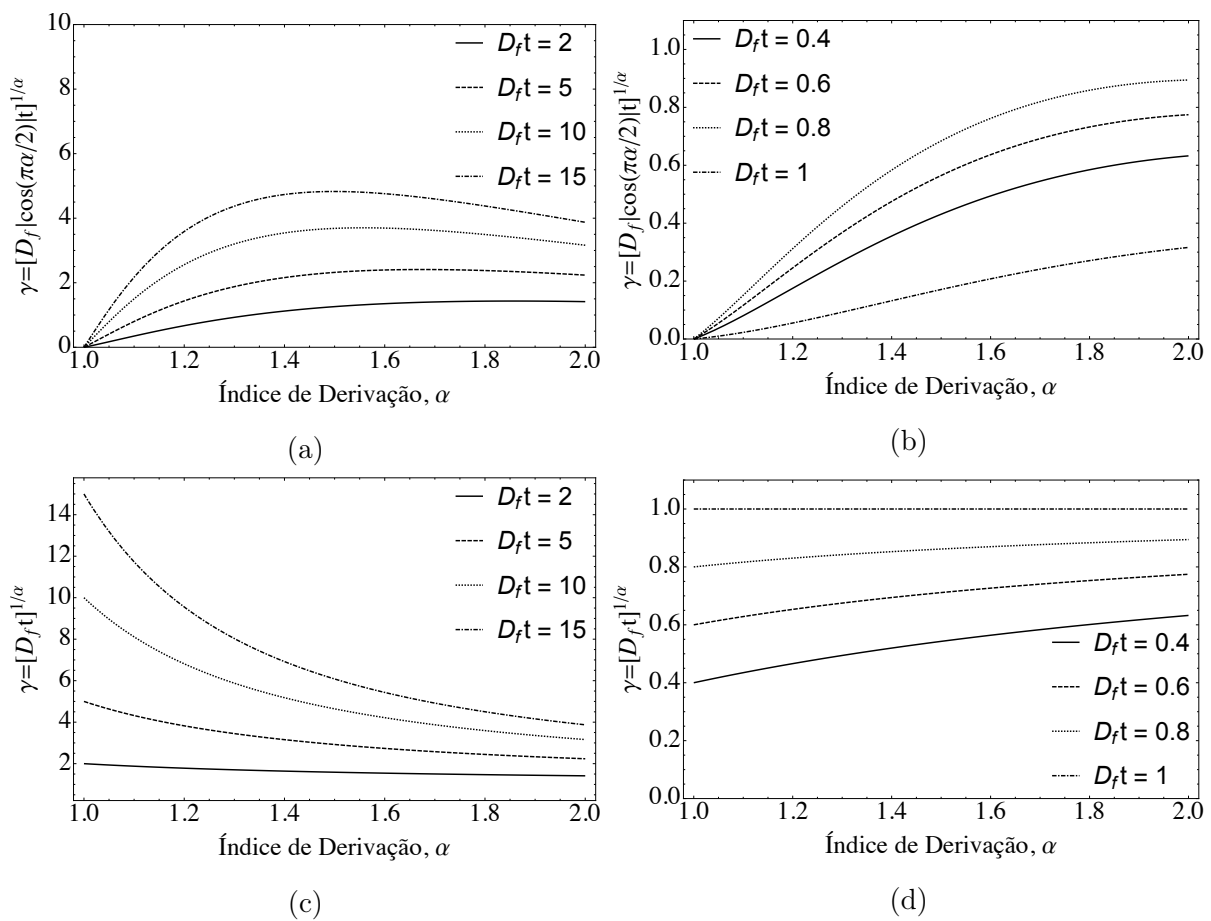 10
8
6
4
2
0
γ=[D_f|cos(πα/2)|t]^{1/α}
D_f t = 2
D_f t = 5
D_f t = 10
D_f t = 15
1.0 1.2 1.4 1.6 1.8 2.0
Índice de Derivação, α
(a)
1.0
0.8
0.6
0.4
0.2
0.0
γ=[D_f|cos(πα/2)|t]^{1/α}
D_f t = 0.4
D_f t = 0.6
D_f t = 0.8
D_f t = 1
1.0 1.2 1.4 1.6 1.8 2.0
Índice de Derivação, α
(b)
14
12
10
8
6
4
2
γ=[D_f t]^{1/α}
D_f t = 2
D_f t = 5
D_f t = 10
D_f t = 15
1.0 1.2 1.4 1.6 1.8 2.0
Índice de Derivação, α
(c)
1.0
0.8
0.6
0.4
0.2
0.0
γ=[D_f t]^{1/α}
D_f t = 0.4
D_f t = 0.6
D_f t = 0.8
D_f t = 1
1.0 1.2 1.4 1.6 1.8 2.0
Índice de Derivação, α
(d)